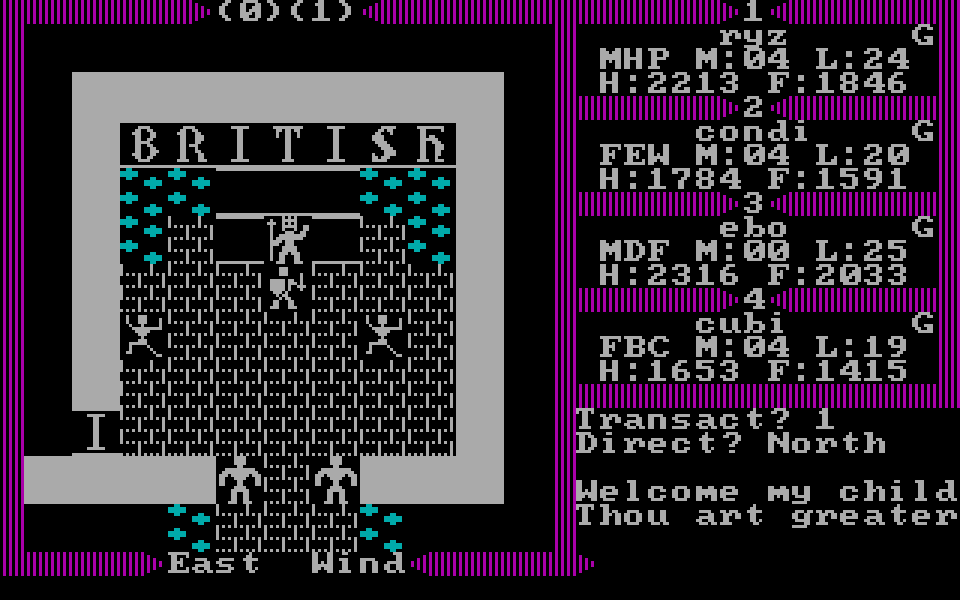 (0)(1)
BRITISH
I
East Wind
1
ryz G
MHP M:04 L:24
H:2213 F:1846
2
condi G
FEW M:04 L:20
H:1784 F:1591
3
ebo G
MDF M:00 L:25
H:2316 F:2033
4
cubi G
FBC M:04 L:19
H:1653 F:1415
Transact? 1
Direct? North
Welcome my child
Thou art greater